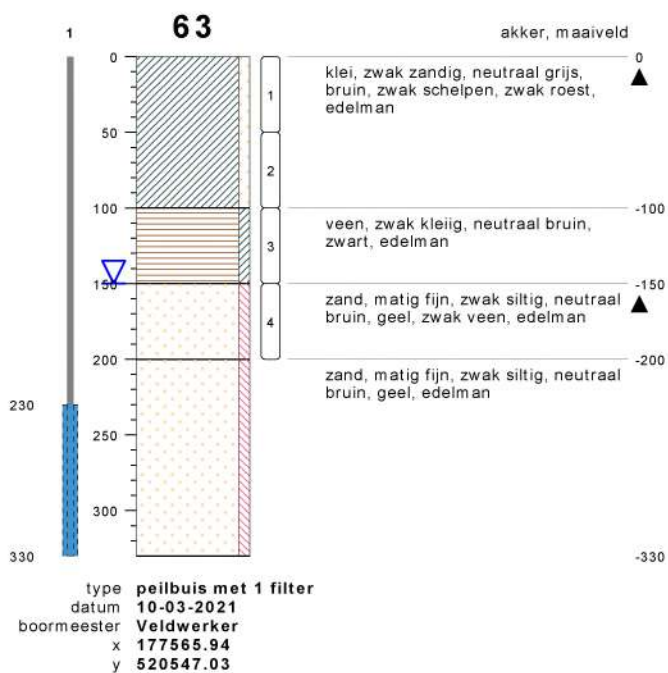 1
63
akker, maaiveld
0
0
klei, zwak zandig, neutraal grijs,
bruin, zwak schelpen, zwak roest,
edelman
1
50
2
100
-100
veen, zwak kleiig, neutraal bruin,
zwart, edelman
3
150
-150
zand, matig fijn, zwak siltig, neutraal
bruin, geel, zwak veen, edelman
4
200
-200
zand, matig fijn, zwak siltig, neutraal
bruin, geel, edelman
230
250
300
330
-330
type peilbuis met 1 filter
datum 10-03-2021
boormeester Veldwerker
x 177565.94
y 520547.03